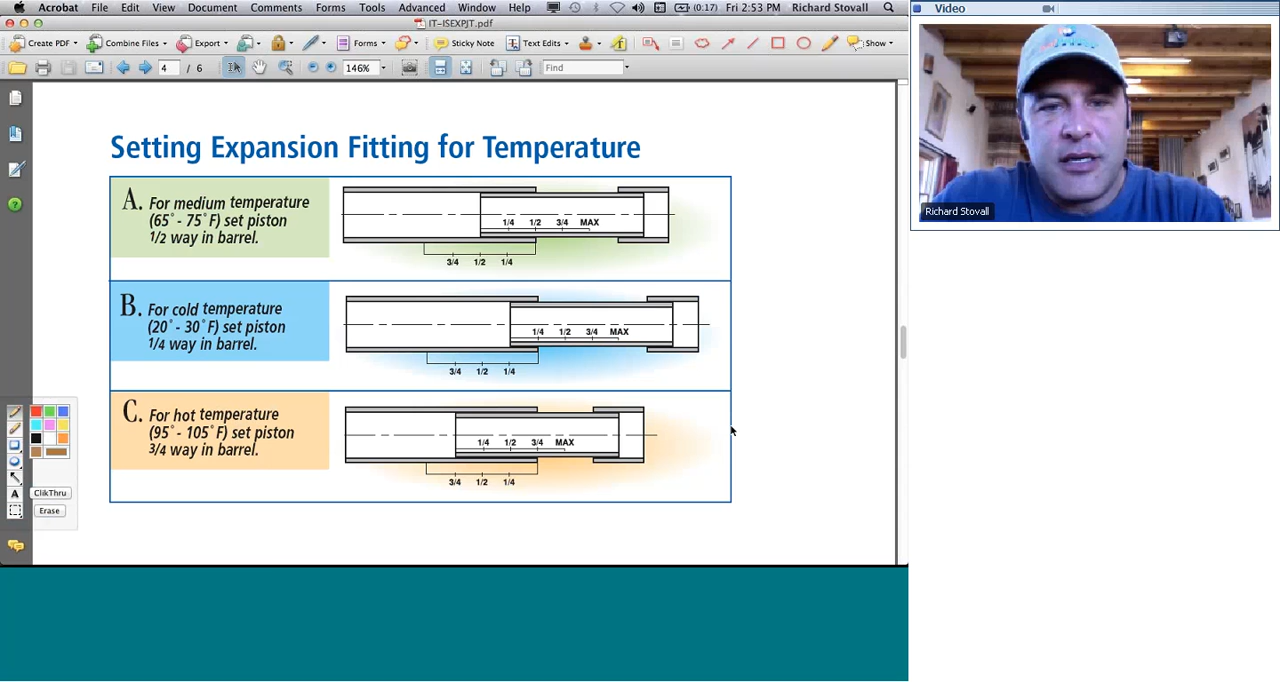 Acrobat File Edit View Window Document Comments Forms Tools Advanced Window Help (0:17) Fri 2:53 PM Richard Stovall
Video
IT-ISEXPJT.pdf
Create PDF Combine Files Export Forms Sticky Note Text Edits Show
4 / 6 146% Find
Setting Expansion Fitting for Temperature
A. For medium temperature
(65° - 75° F) set piston
1/2 way in barrel.
1/4 1/2 3/4 MAX
3/4 1/2 1/4
B. For cold temperature
(20° - 30° F) set piston
1/4 way in barrel.
1/4 1/2 3/4 MAX
3/4 1/2 1/4
C. For hot temperature
(95° - 105° F) set piston
3/4 way in barrel.
1/4 1/2 3/4 MAX
3/4 1/2 1/4
A
ClikThru
Erase
Richard Stovall